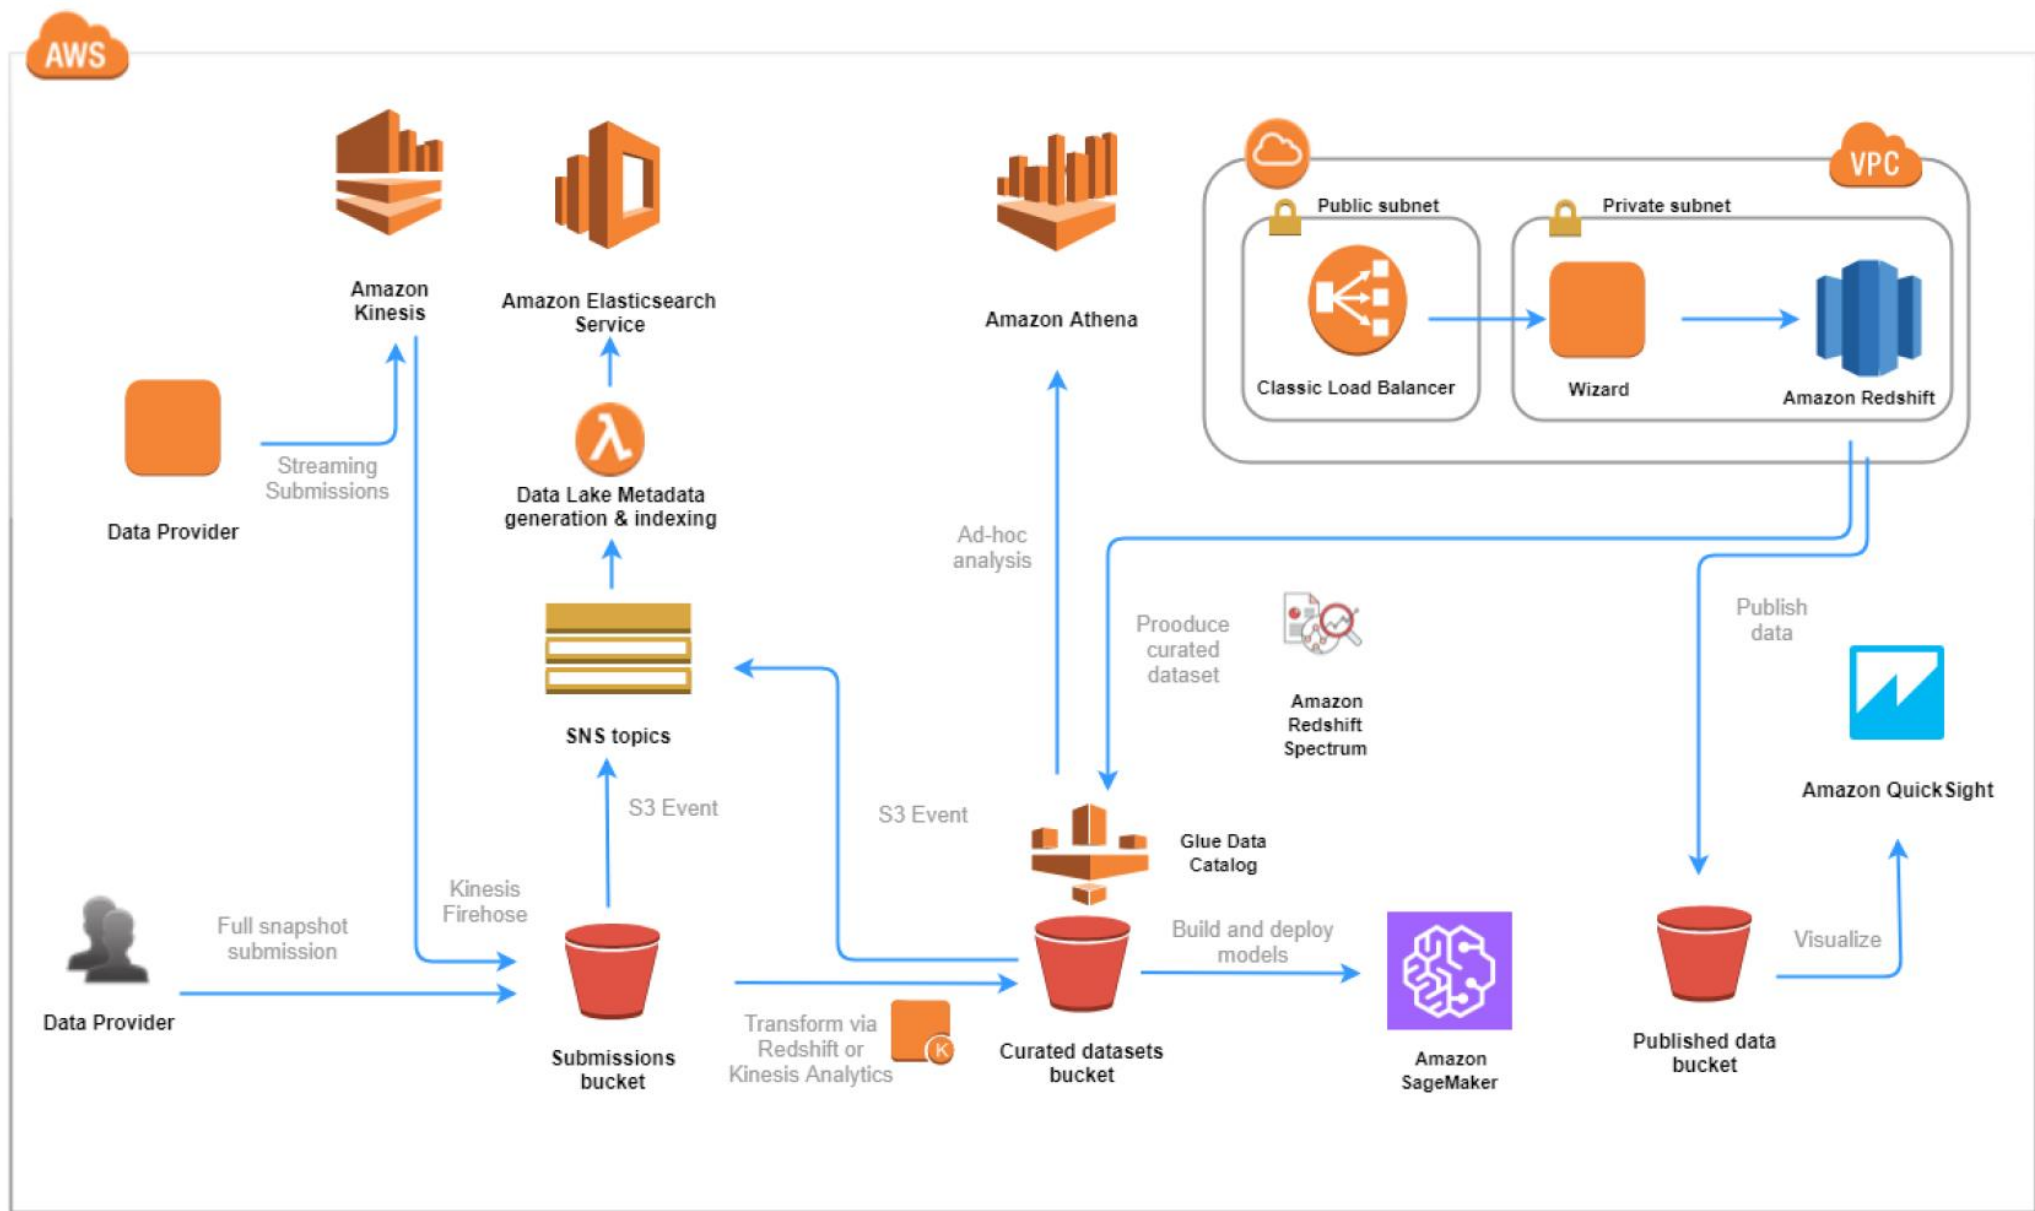 AWS
VPC
Public subnet
Private subnet
Amazon
Kinesis
Amazon Elasticsearch
Service
Amazon Athena
Classic Load Balancer
Wizard
Amazon Redshift
Streaming
Submissions
Data Provider
Data Lake Metadata
generation & indexing
Ad-hoc
analysis
Prooduce
curated
dataset
Publish
data
Amazon
Redshift
Spectrum
SNS topics
Amazon QuickSight
S3 Event
S3 Event
Glue Data
Catalog
Kinesis
Firehose
Full snapshot
submission
Build and deploy
models
Visualize
Data Provider
Transform via
Redshift or
Kinesis Analytics
K
Submissions
bucket
Curated datasets
bucket
Amazon
SageMaker
Published data
bucket